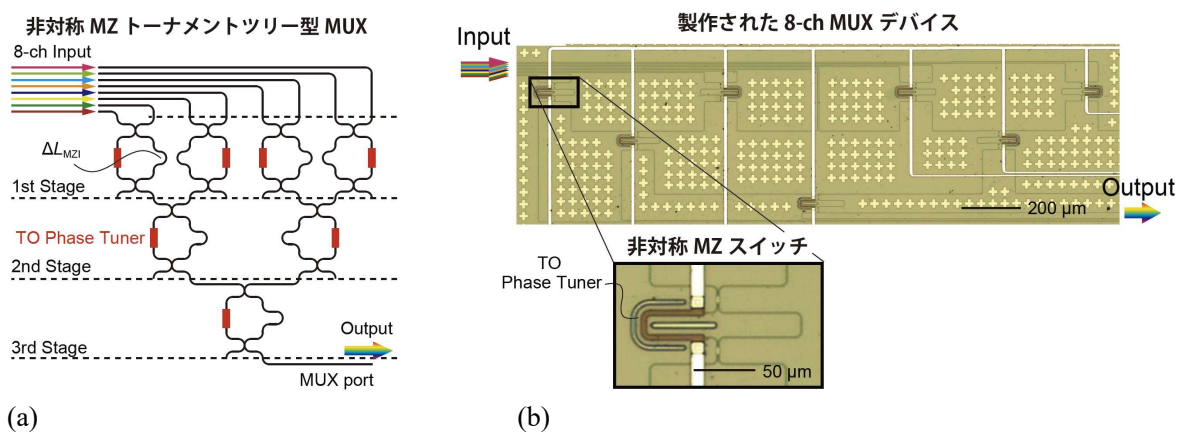 非対称 MZ トーナメントツリー型 MUX
8-ch Input
ΔL_MZI
1st Stage
TO Phase Tuner
2nd Stage
Output
3rd Stage
MUX port
(a)
製作された 8-ch MUX デバイス
Input
Output
200 μm
非対称 MZ スイッチ
TO
Phase Tuner
50 μm
(b)